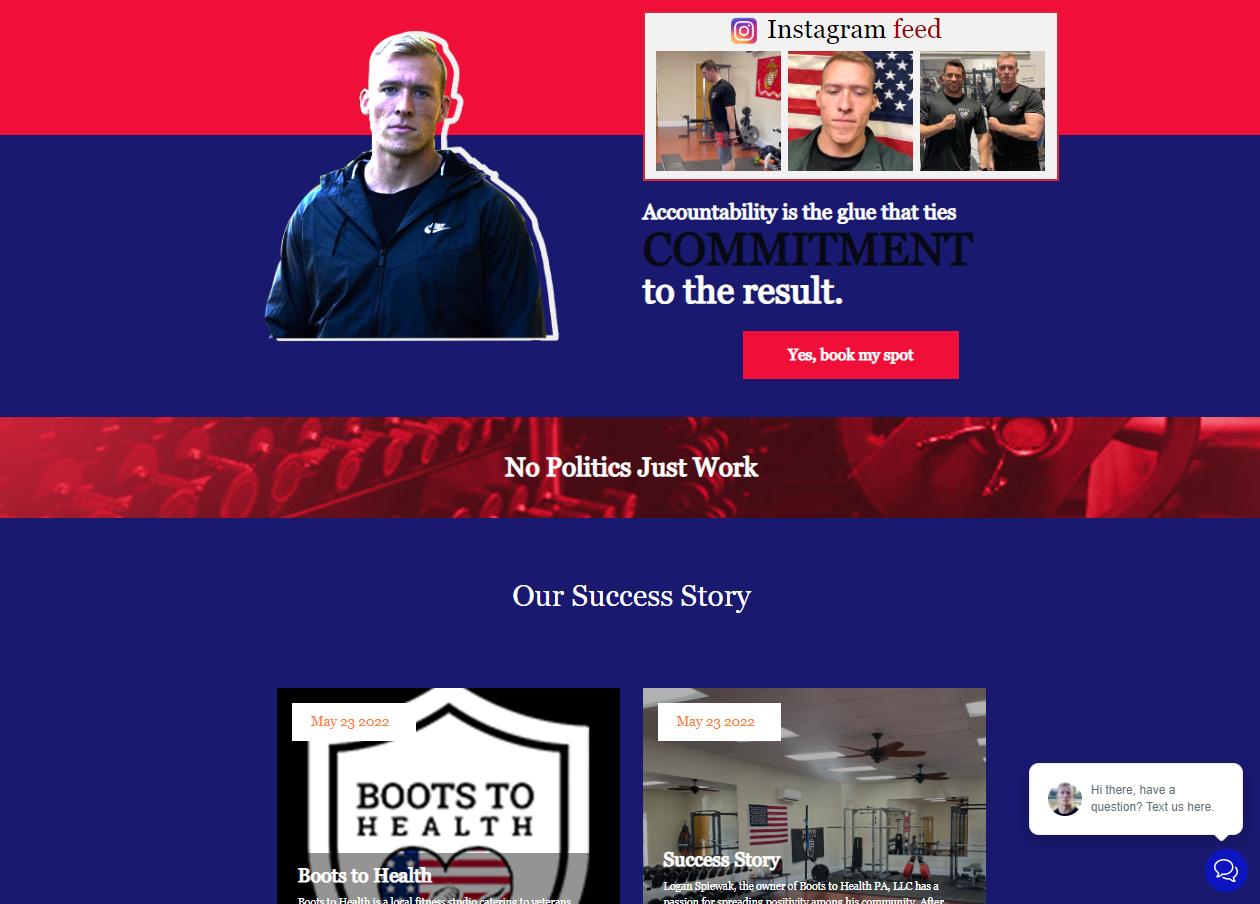 Instagram feed
Accountability is the glue that ties
COMMITMENT
to the result.
Yes, book my spot
No Politics Just Work
Our Success Story
May 23 2022
BOOTS TO
HEALTH
Boots to Health
Boots to Health is a local fitness studio catering to veterans
May 23 2022
Success Story
Logan Spiewak, the owner of Boots to Health PA, LLC has a
passion for spreading positivity among his community. After
Hi there, have a
question? Text us here.